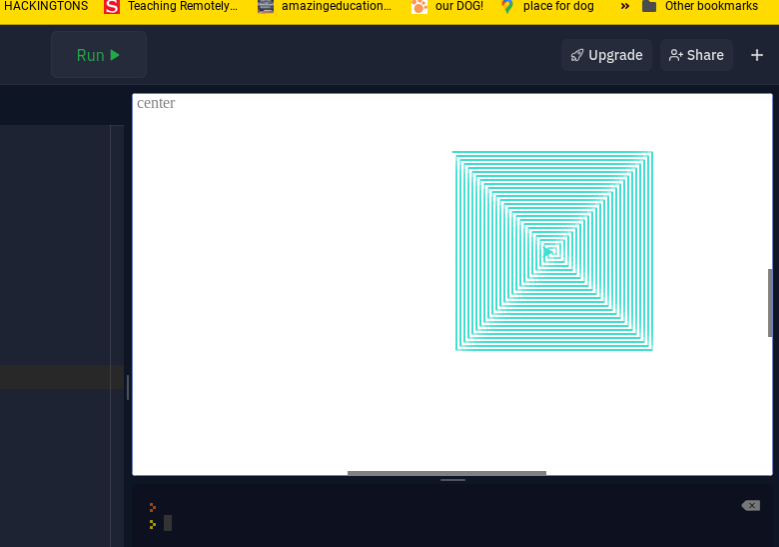 HACKINGTONS S Teaching Remotely... amazingeducation... our DOG! place for dog » Other bookmarks
Run Upgrade Share +
center